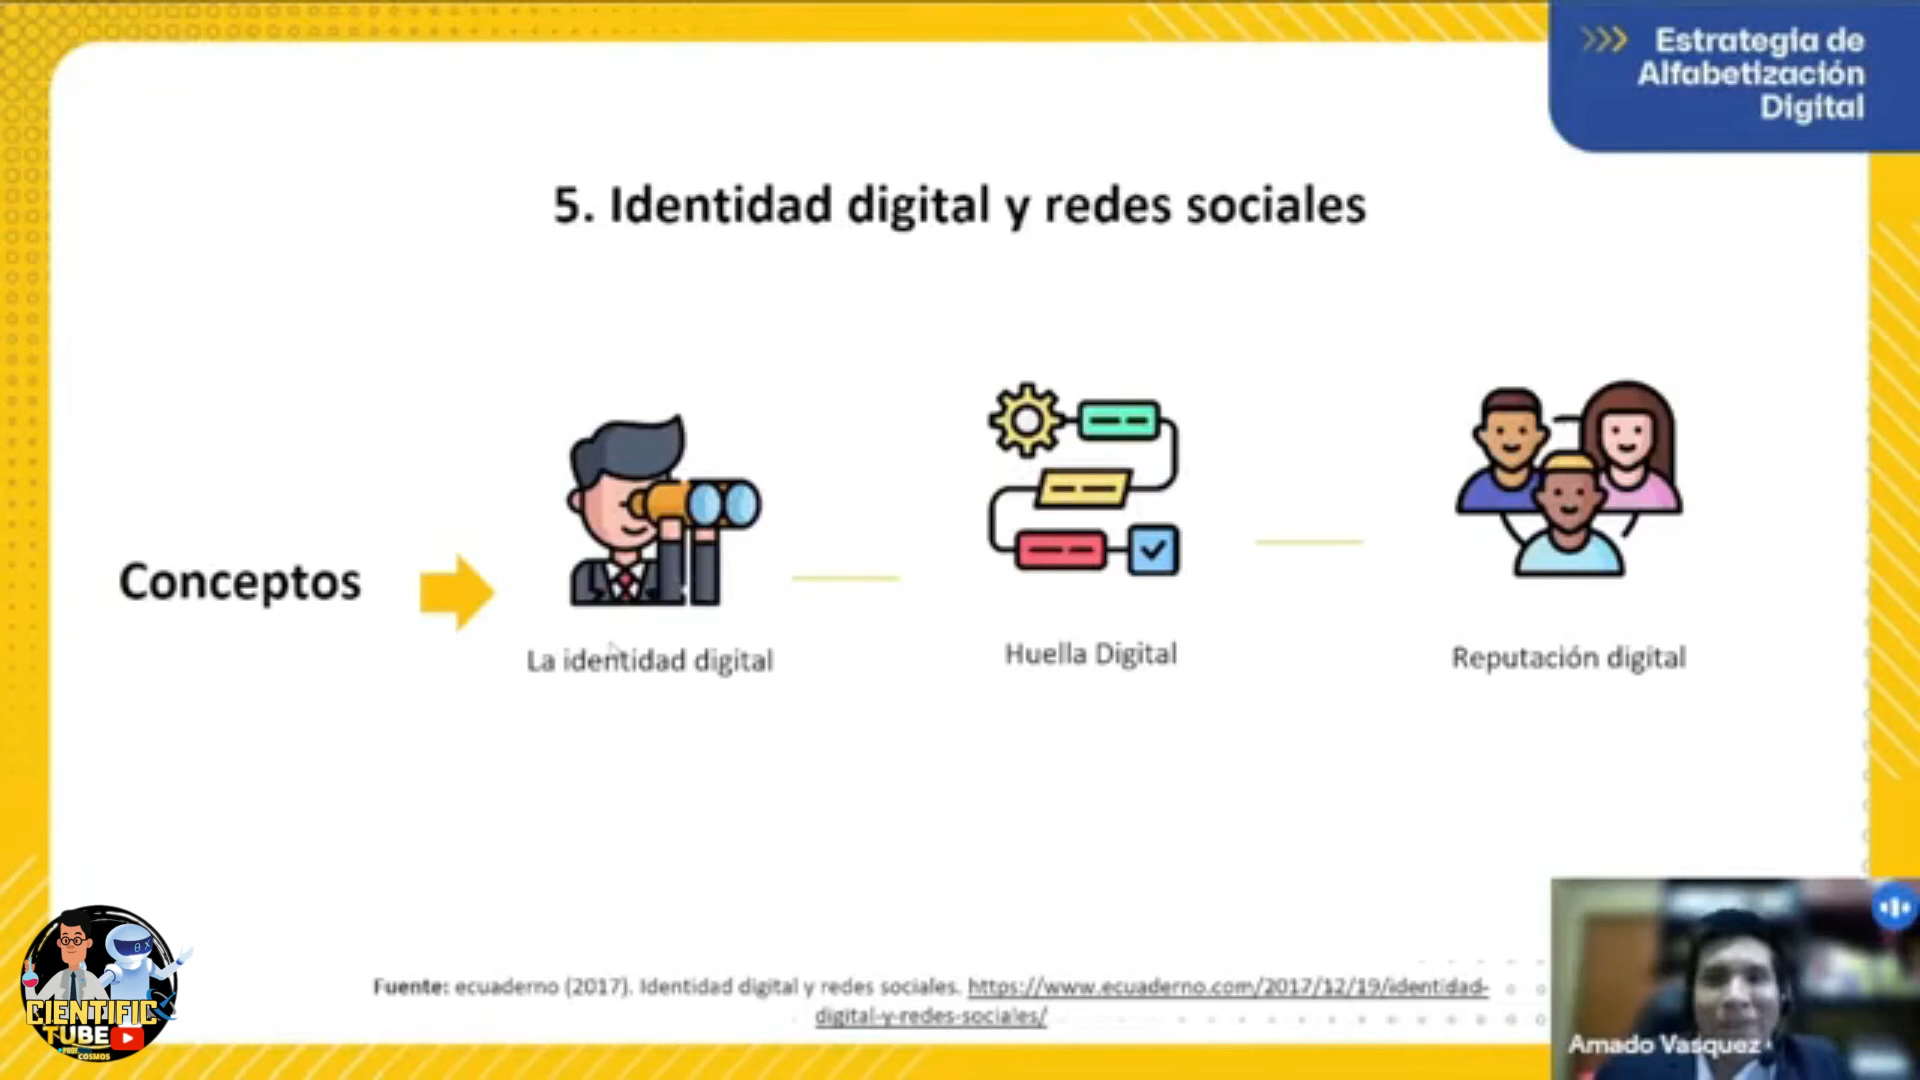 >>> Estrategia de
Alfabetización
Digital
5. Identidad digital y redes sociales
Conceptos
La identidad digital
Huella Digital
Reputación digital
Fuente: ecuaderno (2017). Identidad digital y redes sociales. https://www.ecuaderno.com/2017/12/19/identidad-
digital-y-redes-sociales/
CIENTIFIC
TUBE
PROF
COSMOS
Amado Vasquez